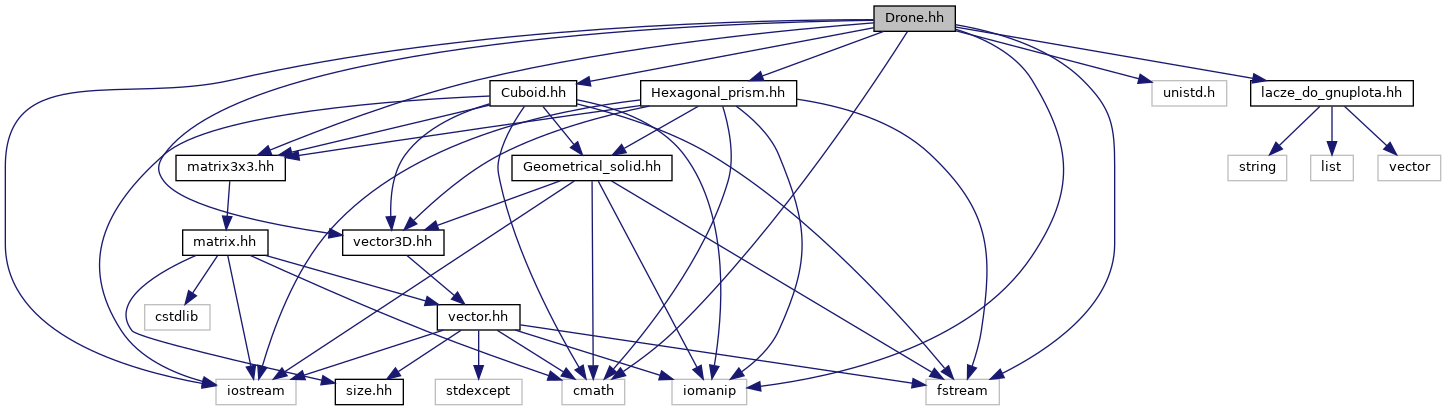 Drone.hh
Cuboid.hh
Hexagonal_prism.hh
unistd.h
lacze_do_gnuplota.hh
matrix3x3.hh
Geometrical_solid.hh
string
list
vector
matrix.hh
vector3D.hh
cstdlib
vector.hh
iostream
size.hh
stdexcept
cmath
iomanip
fstream